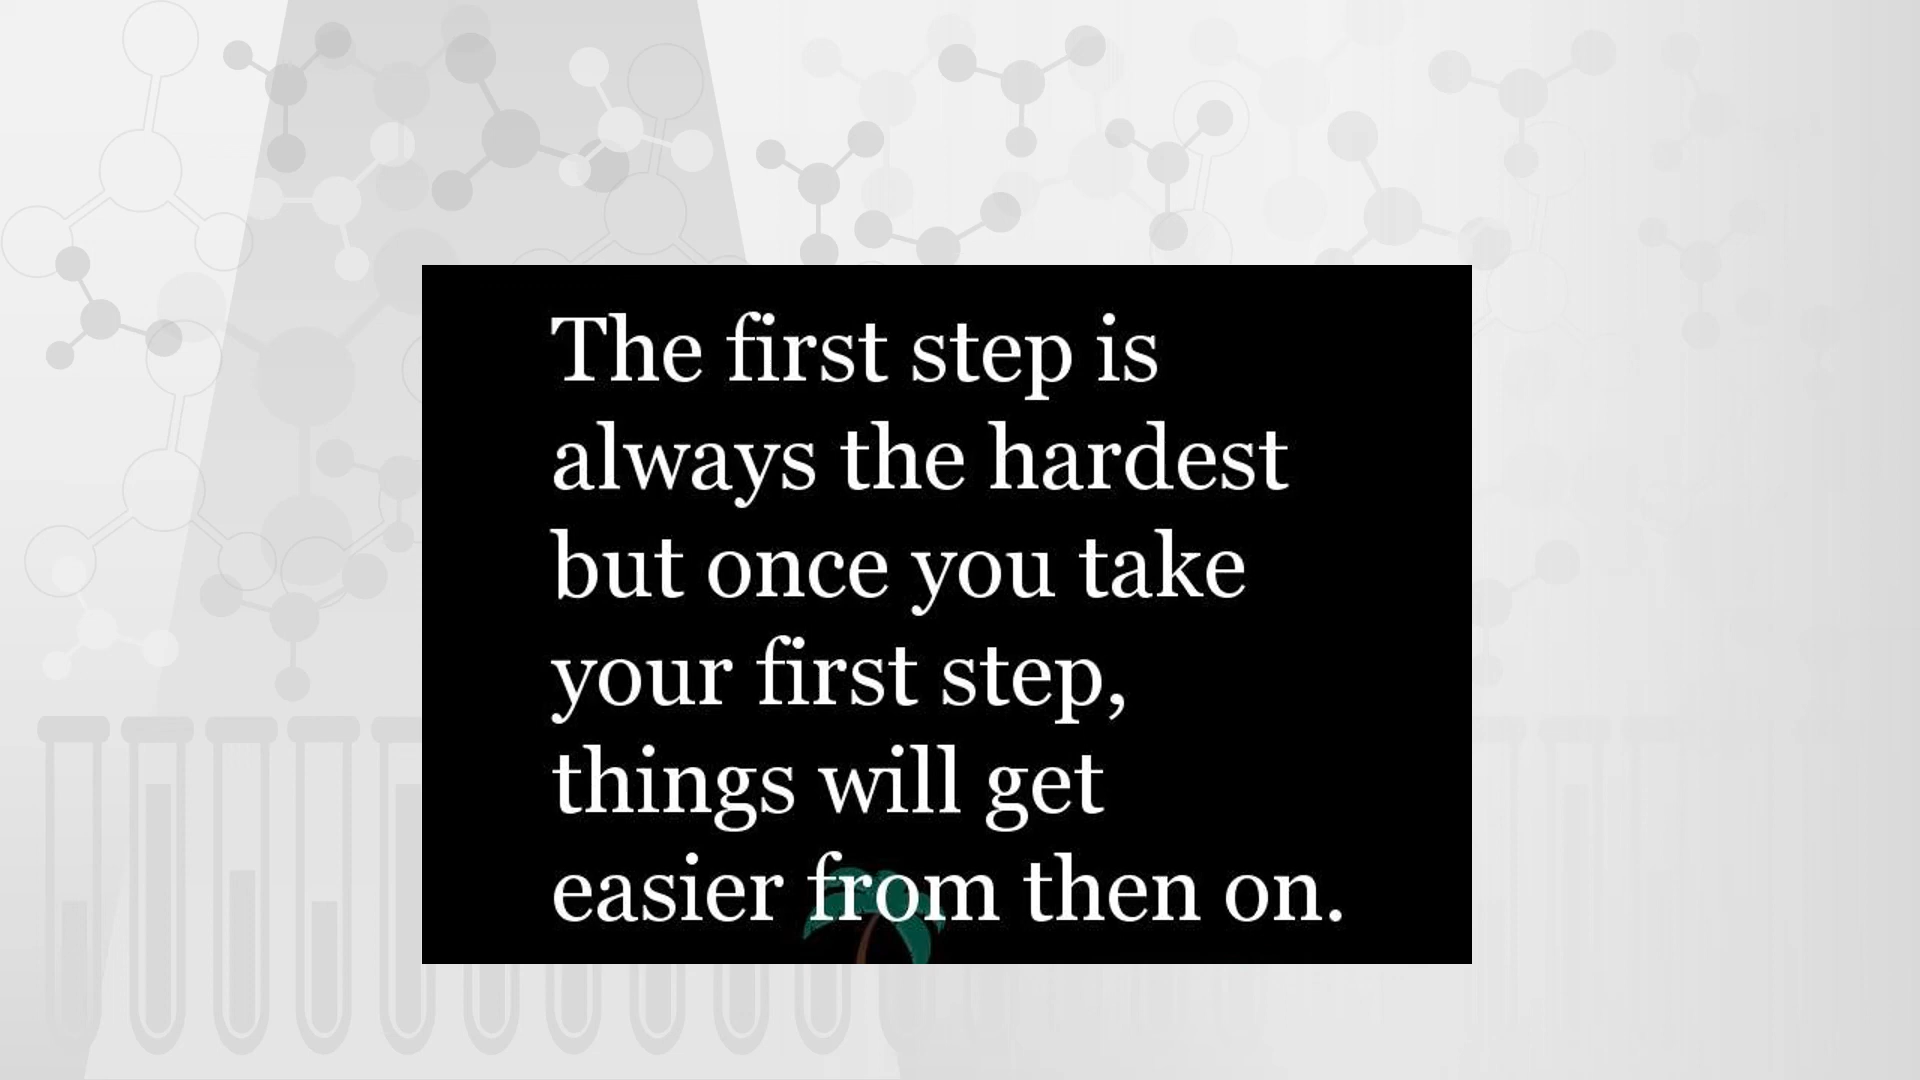 The first step is
always the hardest
but once you take
your first step,
things will get
easier from then on.